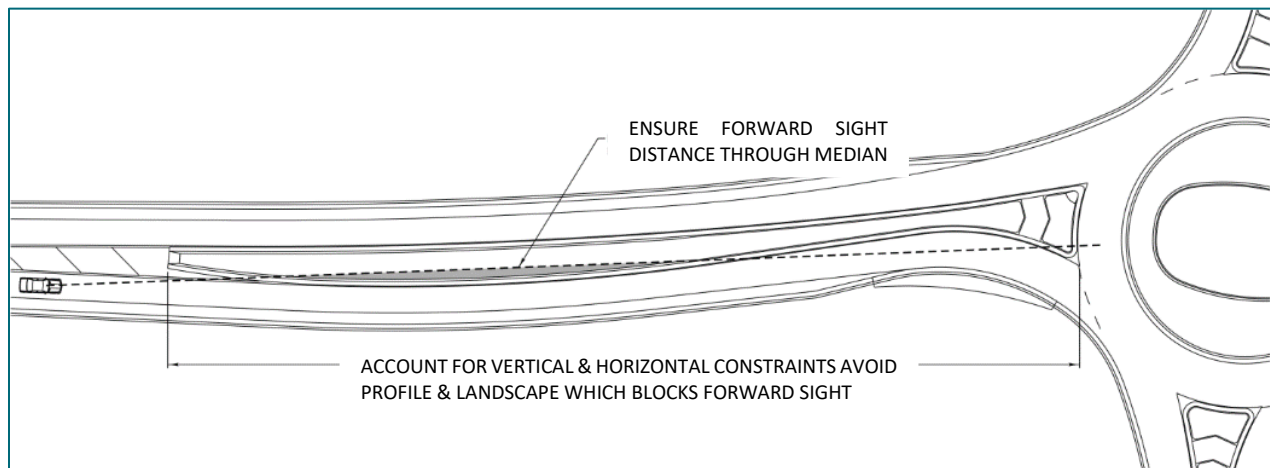 ENSURE FORWARD SIGHT
DISTANCE THROUGH MEDIAN
ACCOUNT FOR VERTICAL & HORIZONTAL CONSTRAINTS AVOID
PROFILE & LANDSCAPE WHICH BLOCKS FORWARD SIGHT